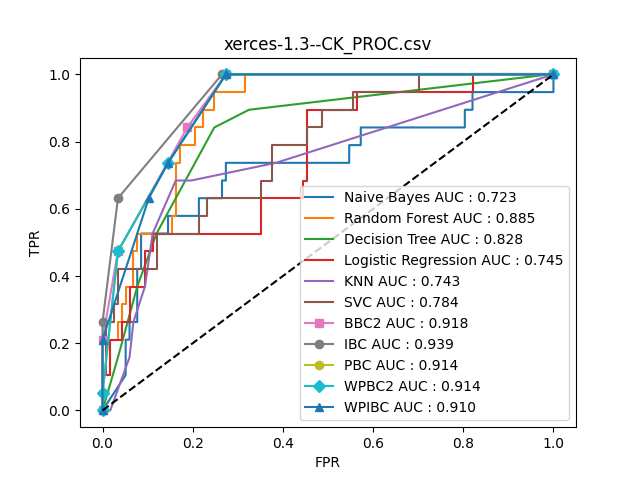 xerces-1.3--CK_PROC.csv
1.0
0.8
0.6
0.4
0.2
0.0
TPR
Naive Bayes AUC : 0.723
Random Forest AUC : 0.885
Decision Tree AUC : 0.828
Logistic Regression AUC : 0.745
KNN AUC : 0.743
SVC AUC : 0.784
BBC2 AUC : 0.918
IBC AUC : 0.939
PBC AUC : 0.914
WPBC2 AUC : 0.914
WPIBC AUC : 0.910
0.0 0.2 0.4 0.6 0.8 1.0
FPR